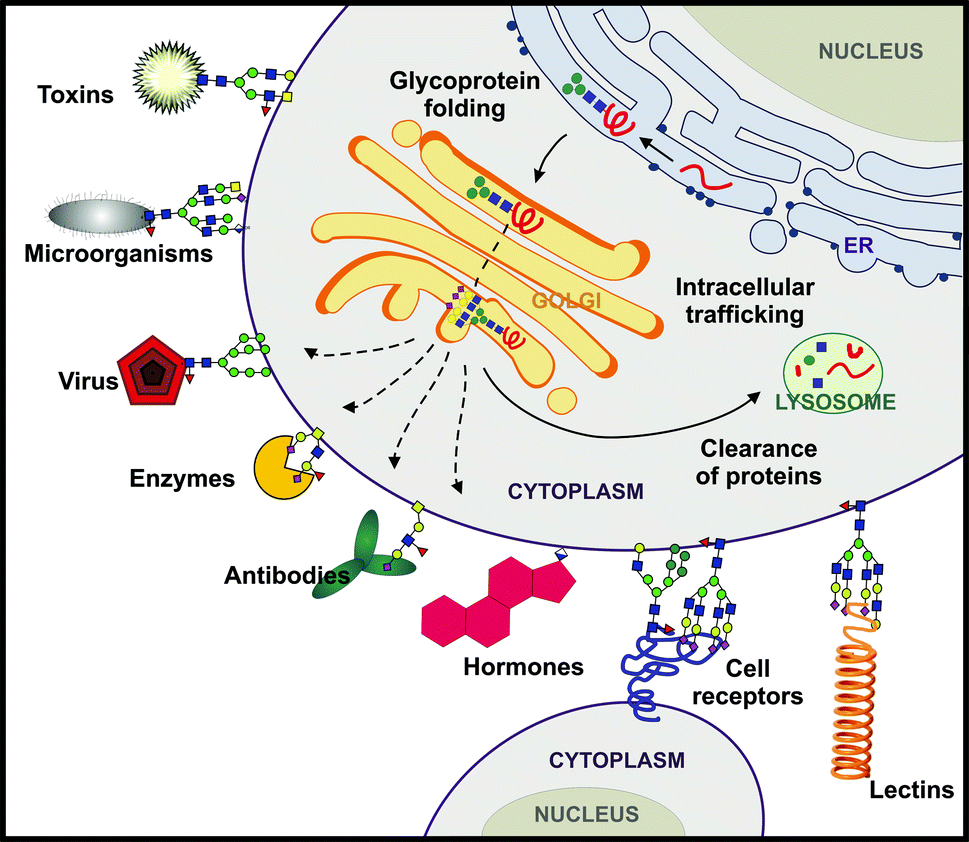 NUCLEUS
Glycoprotein
folding
Toxins
Microorganisms
ER
Intracellular
trafficking
GOLGI
Virus
LYSOSOME
Clearance
of proteins
Enzymes
CYTOPLASM
Antibodies
Hormones
Cell
receptors
CYTOPLASM
Lectins
NUCLEUS